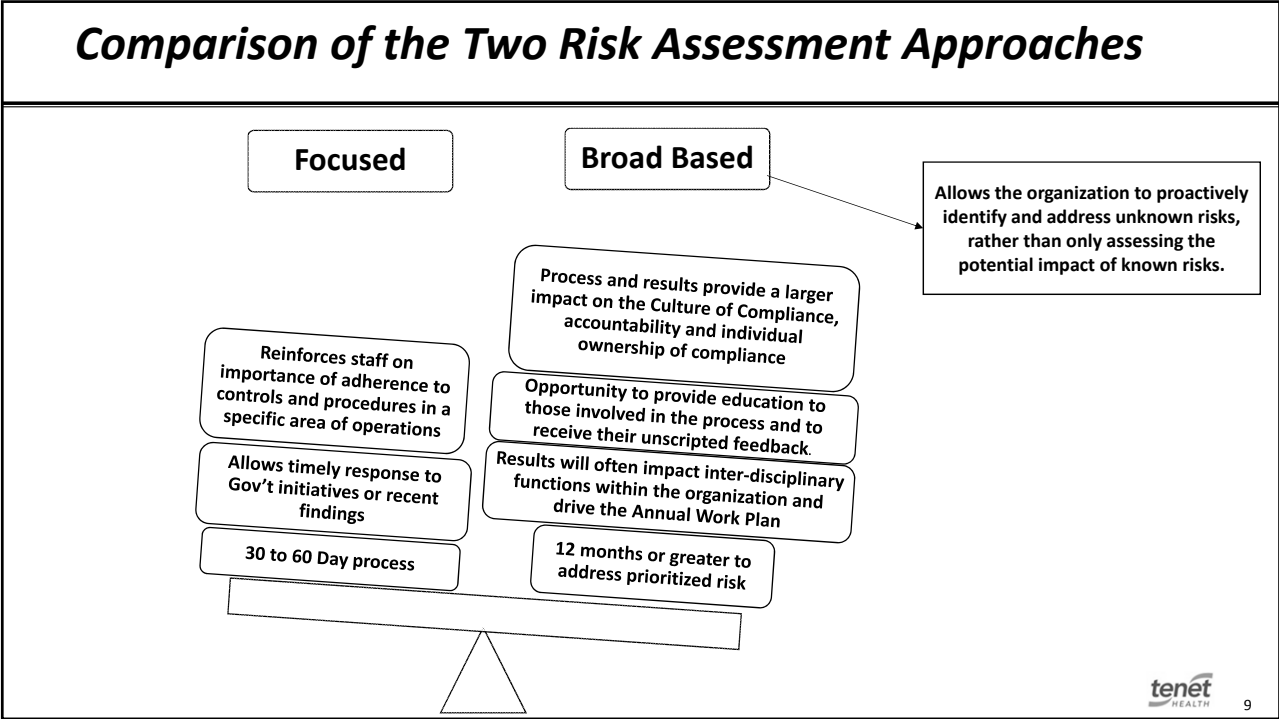 Comparison of the Two Risk Assessment Approaches
Focused
Broad Based
Allows the organization to proactively
identify and address unknown risks,
rather than only assessing the
potential impact of known risks.
Reinforces staff on
importance of adherence to
controls and procedures in a
specific area of operations
Allows timely response to
Gov’t initiatives or recent
findings
30 to 60 Day process
Process and results provide a larger
impact on the Culture of Compliance,
accountability and individual
ownership of compliance
Opportunity to provide education to
those involved in the process and to
receive their unscripted feedback.
Results will often impact inter-disciplinary
functions within the organization and
drive the Annual Work Plan
12 months or greater to
address prioritized risk
tenet
HEALTH
9